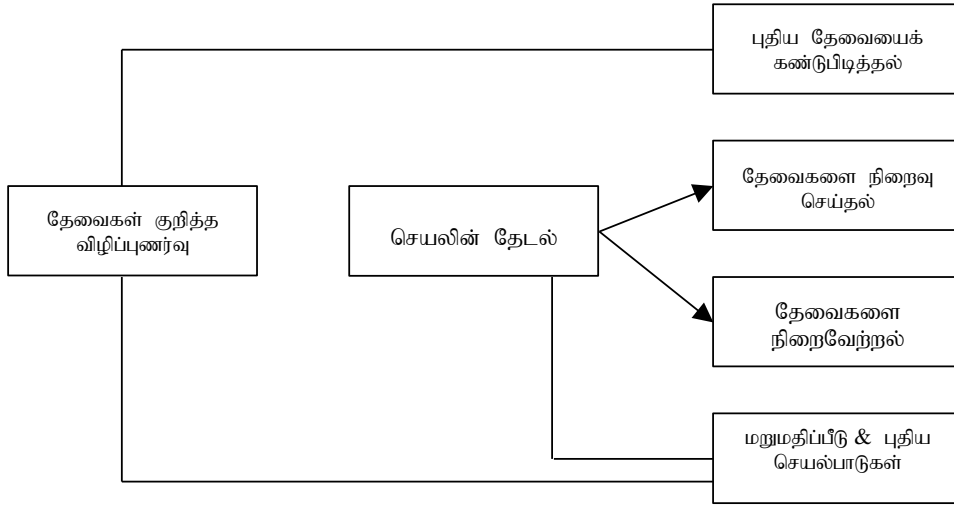 புதிய தேவையைக்
கண்டுபிடித்தல்
தேவைகளை நிறைவு
செய்தல்
தேவைகள் குறித்த
விழிப்புணர்வு
செயலின் தேடல்
தேவைகளை
நிறைவேற்றல்
மறுமதிப்பீடு & புதிய
செயல்பாடுகள்